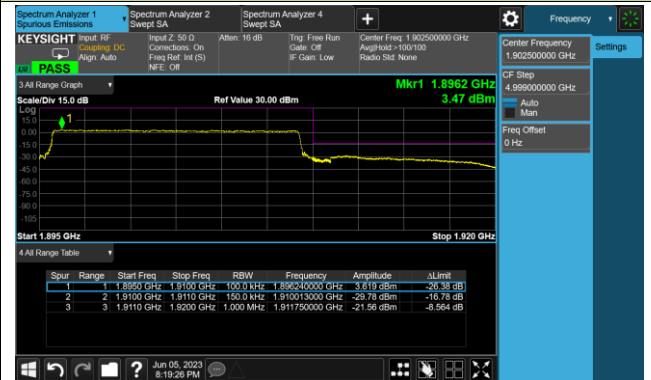 Spectrum Analyzer 1
Spurious Emissions
Spectrum Analyzer 2
Swept SA
Spectrum Analyzer 4
Swept SA
Frequency
KEYSIGHT
Input: RF
Coupling: DC
Align: Auto
Input Z: 50 Ω
Corrections: On
Freq Ref: Int (S)
NFE: Off
Atten: 16 dB
Trig: Free Run
Gate: Off
IF Gain: Low
Center Freq: 1.902500000 GHz
Avg|Hold:>100/100
Radio Std: None
PASS
3 All Range Graph
Mkr1 1.8962 GHz
3.47 dBm
Scale/Div 15.0 dB
Ref Value 30.00 dBm
Log
15.0
0.00
-15.0
-30.0
-45.0
-60.0
-75.0
-90.0
-105
1
Start 1.895 GHz
Stop 1.920 GHz
4 All Range Table
Spur Range Start Freq Stop Freq RBW Frequency Amplitude ΔLimit
1 1 1.8950 GHz 1.9100 GHz 100.0 kHz 1.896240000 GHz 3.619 dBm -26.38 dB
2 2 1.9100 GHz 1.9110 GHz 150.0 kHz 1.910013000 GHz -29.78 dBm -16.78 dB
3 3 1.9110 GHz 1.9200 GHz 1.000 MHz 1.911750000 GHz -21.56 dBm -8.564 dB
Jun 05, 2023
8:19:26 PM
Center Frequency
1.902500000 GHz
Settings
CF Step
4.999000000 GHz
Auto
Man
Freq Offset
0 Hz